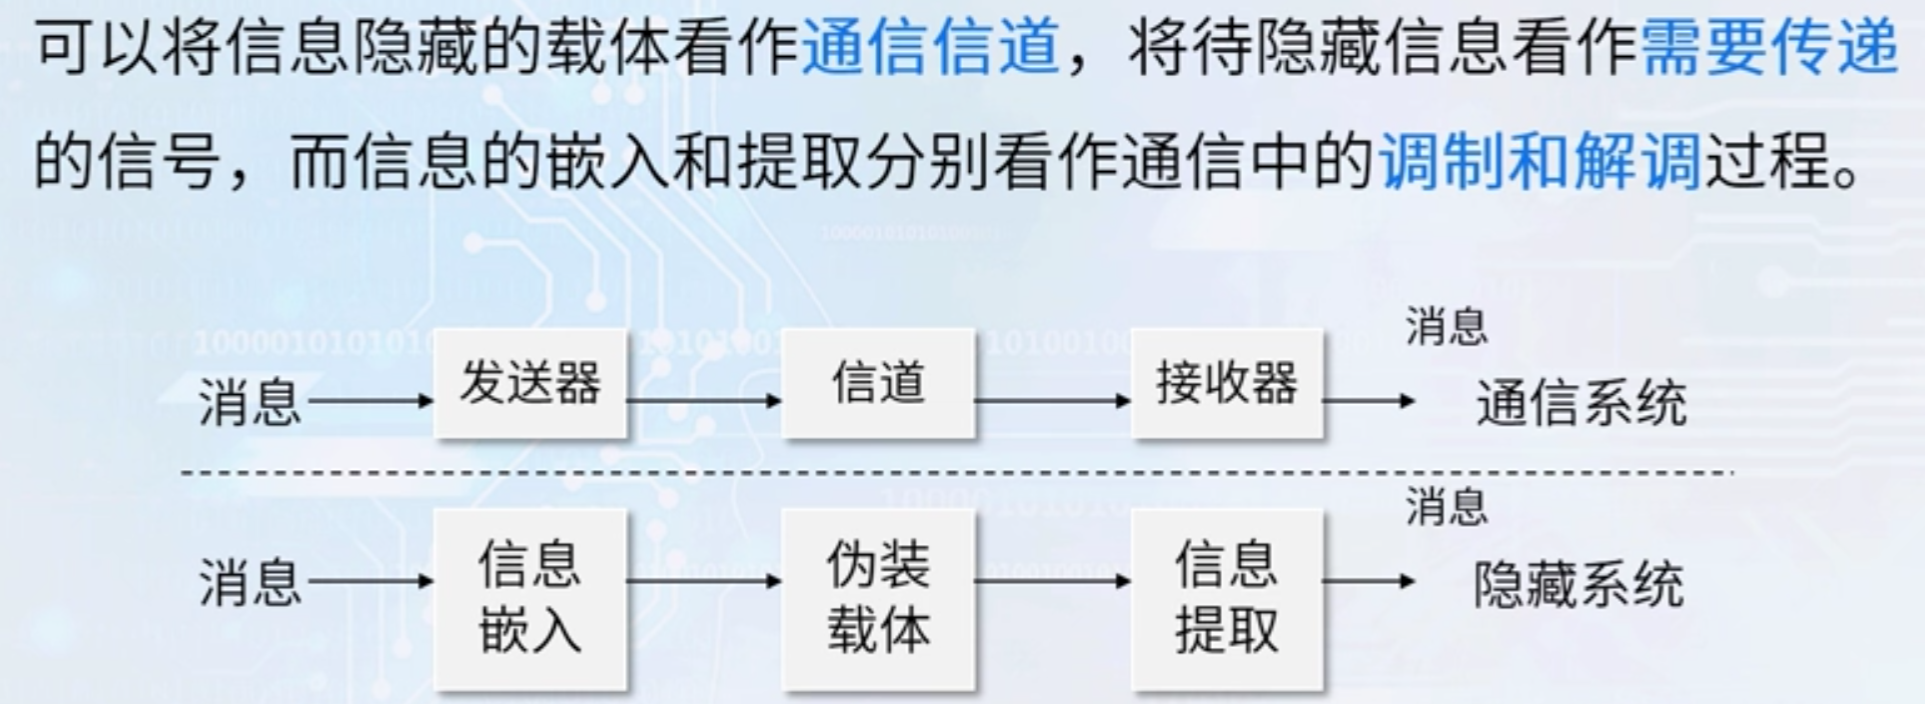 可以将信息隐藏的载体看作通信信道，将待隐藏信息看作需要传递
的信号，而信息的嵌入和提取分别看作通信中的调制和解调过程。
消息
消息 发送器 信道 接收器 通信系统
消息
消息 信息 伪装 信息 隐藏系统
嵌入 载体 提取